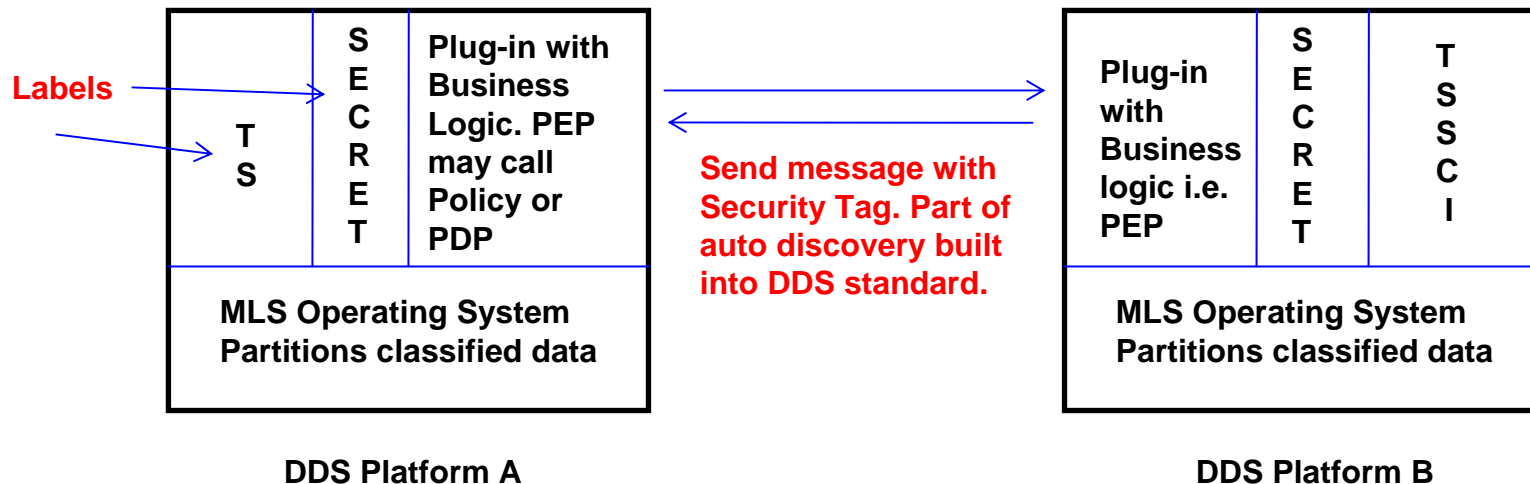 Labels
T
S
S
E
C
R
E
T
Plug-in with
Business
Logic. PEP
may call
Policy or
PDP
MLS Operating System
Partitions classified data
DDS Platform A
Send message with
Security Tag. Part of
auto discovery built
into DDS standard.
Plug-in
with
Business
logic i.e.
PEP
S
E
C
R
E
T
T
S
S
C
I
MLS Operating System
Partitions classified data
DDS Platform B